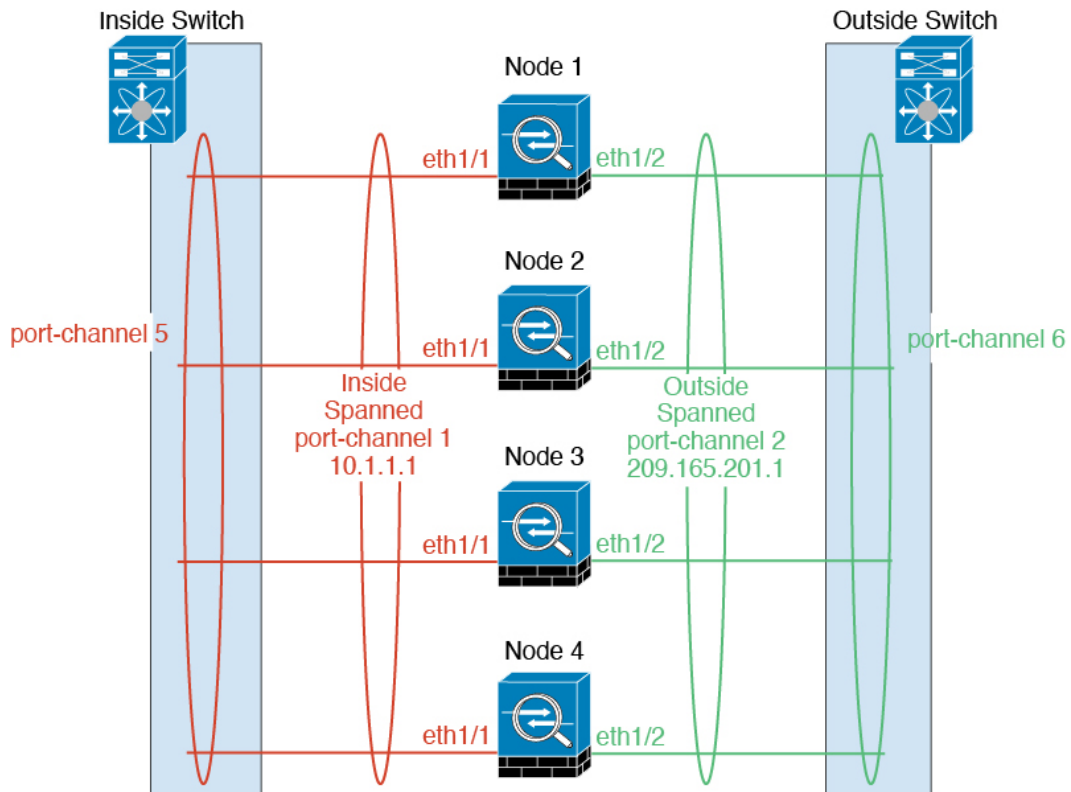 Inside Switch
Outside Switch
Node 1
eth1/1
eth1/2
Node 2
port-channel 5
eth1/1
eth1/2
port-channel 6
Inside
Spanned
port-channel 1
10.1.1.1
Outside
Spanned
port-channel 2
209.165.201.1
Node 3
eth1/1
eth1/2
Node 4
eth1/1
eth1/2